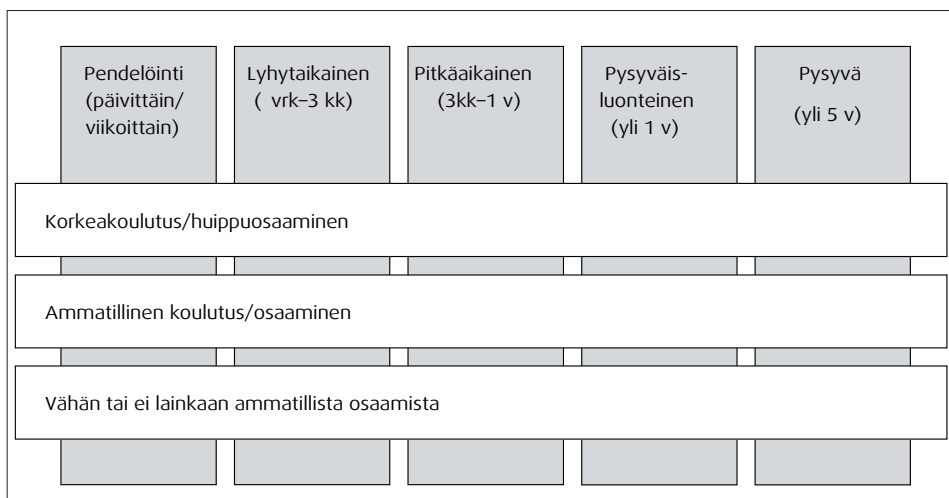 Pendelöinti
(päivittäin/
viikoittain)
Lyhytaikainen
( vrk–3 kk)
Pitkäaikainen
(3kk–1 v)
Pysyväis-
luonteinen
(yli 1 v)
Pysyvä
(yli 5 v)
Korkeakoulutus/huippuosaaminen
Ammatillinen koulutus/osaaminen
Vähän tai ei lainkaan ammatillista osaamista